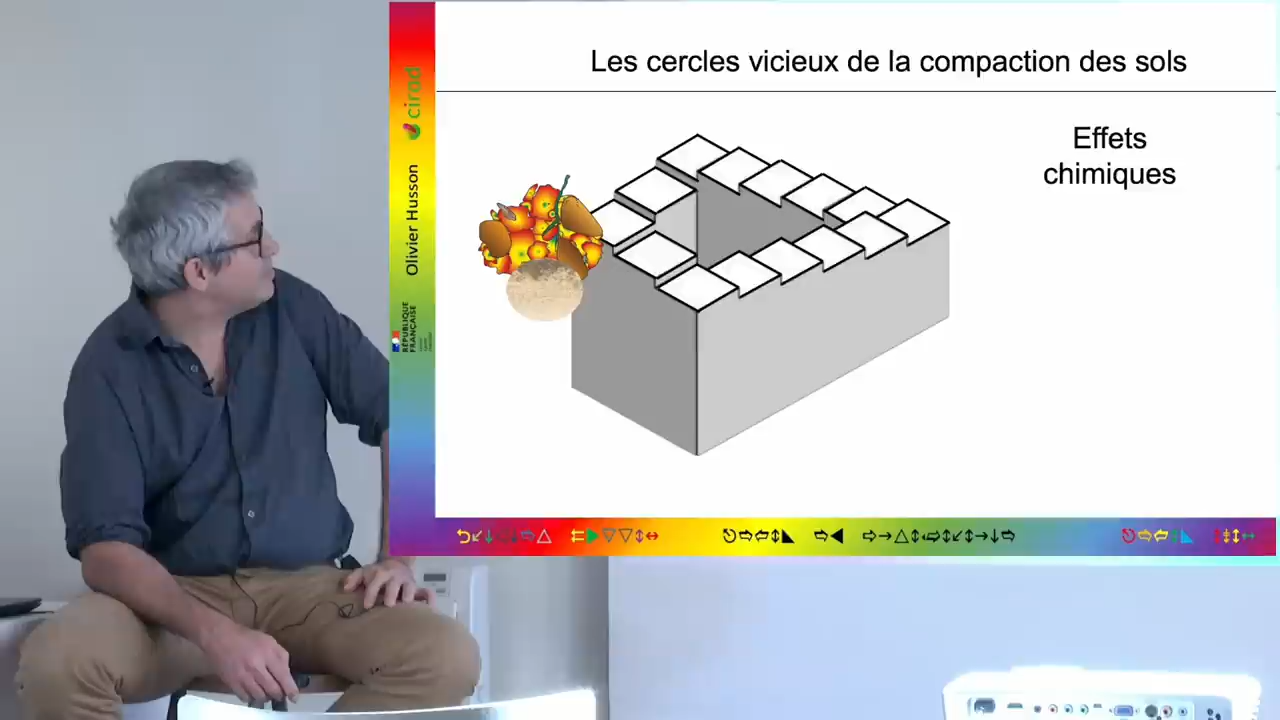 Les cercles vicieux de la compaction des sols
Effets
chimiques
cirad
Olivier Husson
RÉPUBLIQUE
FRANÇAISE